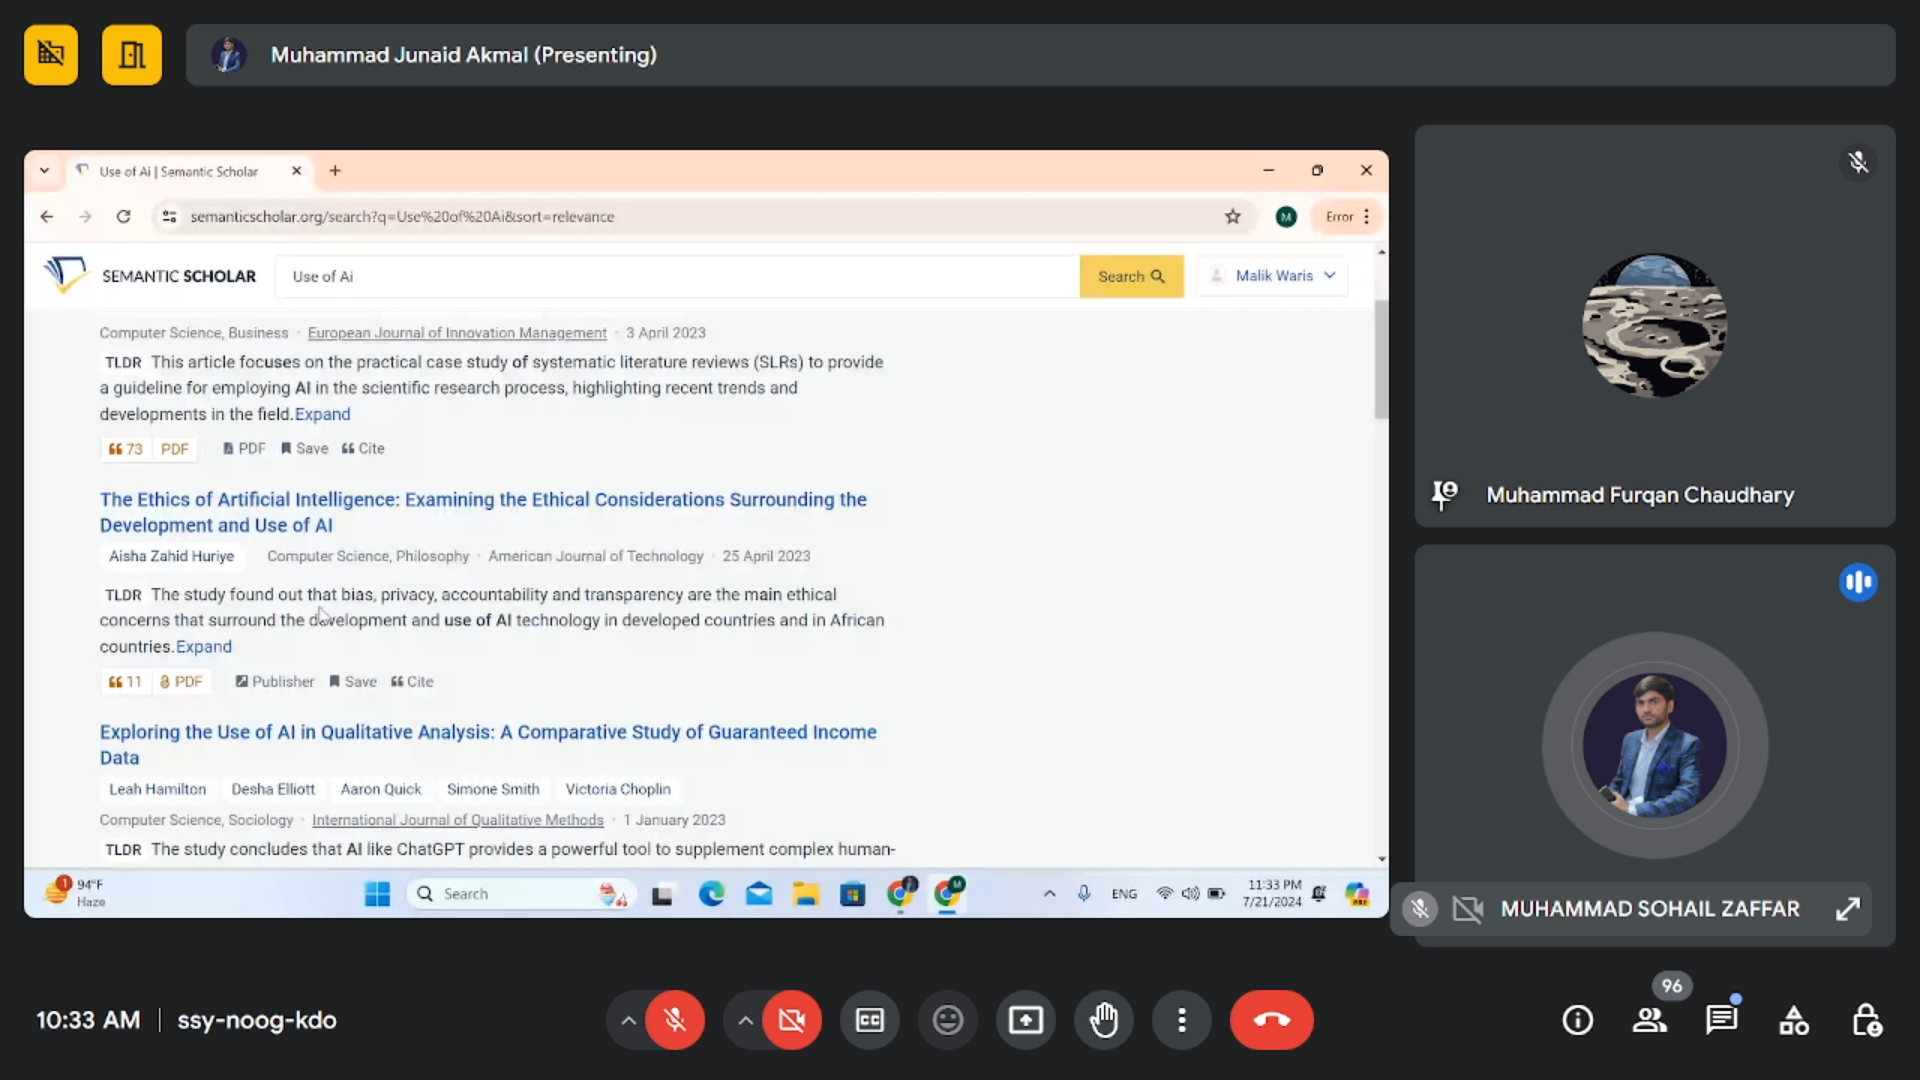 Muhammad Junaid Akmal (Presenting)
Use of Ai | Semantic Scholar
semanticscholar.org/search?q=Use%20of%20Ai&sort=relevance
M
Error
SEMANTIC SCHOLAR
Use of Ai
Search
Malik Waris
Computer Science, Business · European Journal of Innovation Management · 3 April 2023
TLDR This article focuses on the practical case study of systematic literature reviews (SLRs) to provide
a guideline for employing AI in the scientific research process, highlighting recent trends and
developments in the field. Expand
73 PDF PDF Save Cite
The Ethics of Artificial Intelligence: Examining the Ethical Considerations Surrounding the
Development and Use of AI
Aisha Zahid Huriye Computer Science, Philosophy · American Journal of Technology · 25 April 2023
TLDR The study found out that bias, privacy, accountability and transparency are the main ethical
concerns that surround the development and use of AI technology in developed countries and in African
countries. Expand
11 PDF Publisher Save Cite
Exploring the Use of AI in Qualitative Analysis: A Comparative Study of Guaranteed Income
Data
Leah Hamilton Desha Elliott Aaron Quick Simone Smith Victoria Choplin
Computer Science, Sociology · International Journal of Qualitative Methods · 1 January 2023
TLDR The study concludes that AI like ChatGPT provides a powerful tool to supplement complex human-
1
94°F
Haze
Search
M
ENG
11:33 PM
7/21/2024
Muhammad Furqan Chaudhary
MUHAMMAD SOHAIL ZAFFAR
10:33 AM | ssy-noog-kdo
CC
96